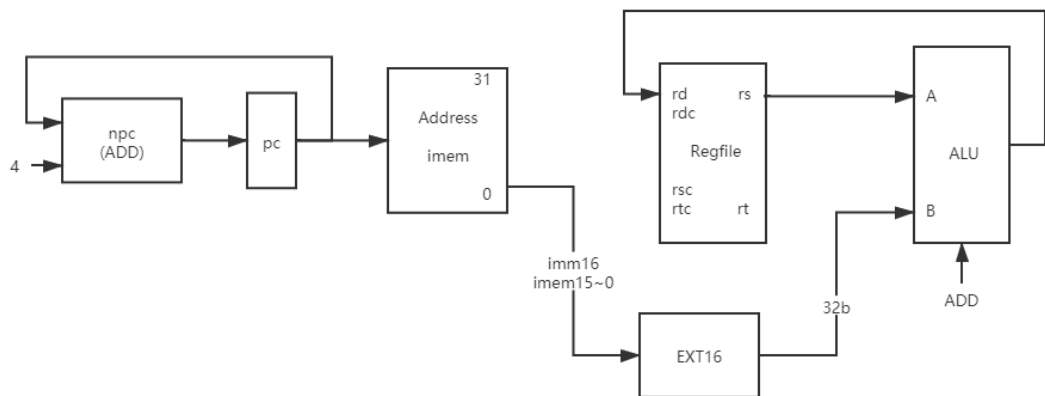 npc
(ADD)
4
pc
31
Address
imem
0
imm16
imem15~0
EXT16
32b
rd
rs
rdc
Regfile
rsc
rtc
rt
A
ALU
B
ADD